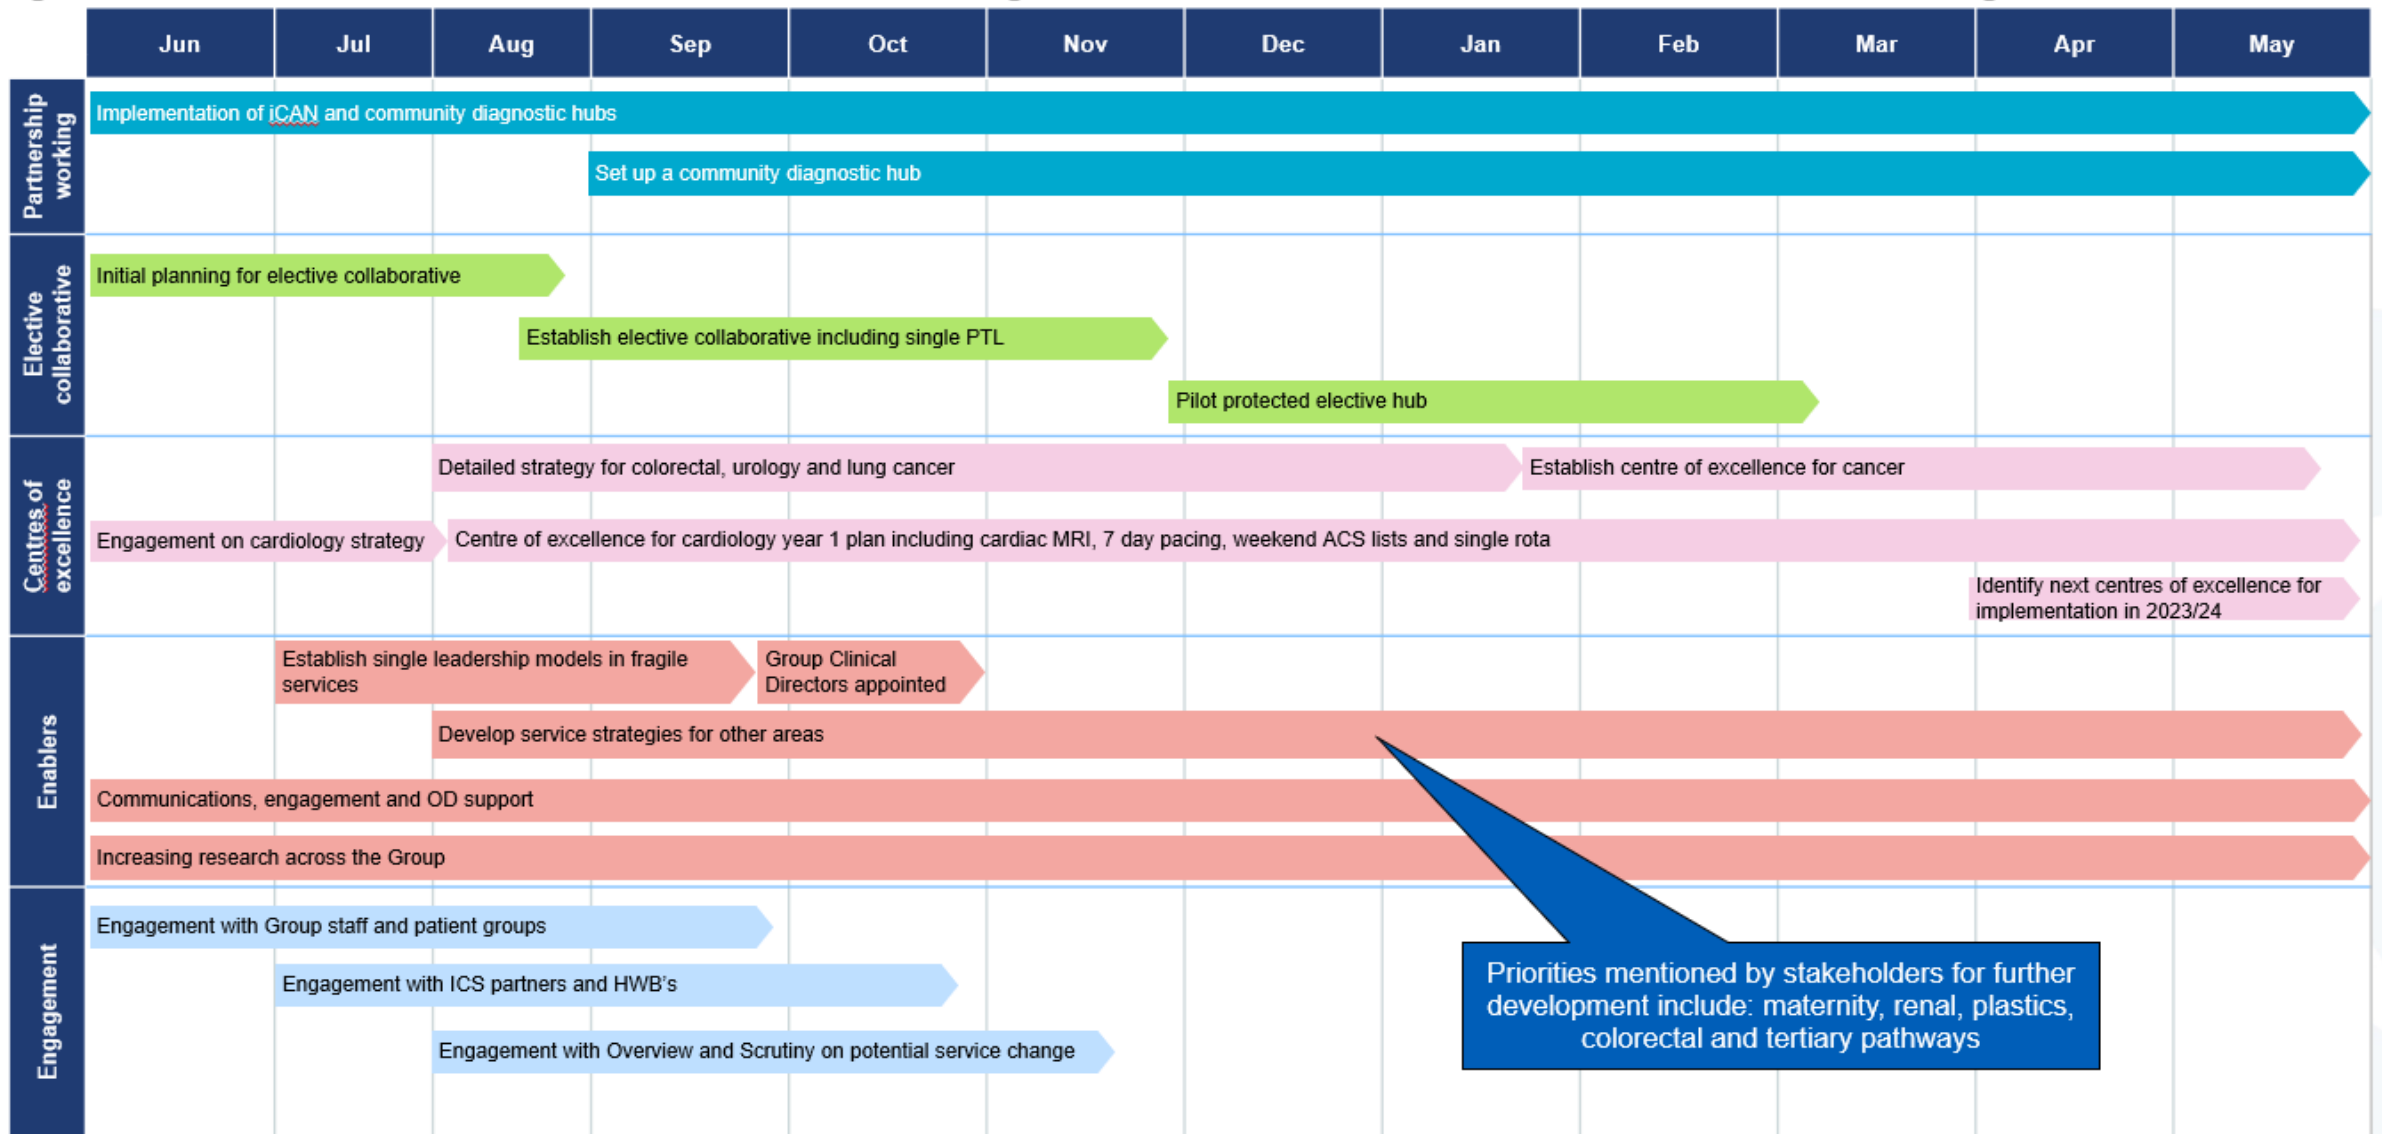 Jun Jul Aug Sep Oct Nov Dec Jan Feb Mar Apr May
Partnership
working
Implementation of iCAN and community diagnostic hubs
Set up a community diagnostic hub
Elective
collaborative
Initial planning for elective collaborative
Establish elective collaborative including single PTL
Pilot protected elective hub
Centres of
excellence
Detailed strategy for colorectal, urology and lung cancer
Establish centre of excellence for cancer
Engagement on cardiology strategy
Centre of excellence for cardiology year 1 plan including cardiac MRI, 7 day pacing, weekend ACS lists and single rota
Identify next centres of excellence for
implementation in 2023/24
Enablers
Establish single leadership models in fragile
services
Group Clinical
Directors appointed
Develop service strategies for other areas
Communications, engagement and OD support
Increasing research across the Group
Engagement
Engagement with Group staff and patient groups
Engagement with ICS partners and HWB's
Engagement with Overview and Scrutiny on potential service change
Priorities mentioned by stakeholders for further
development include: maternity, renal, plastics,
colorectal and tertiary pathways